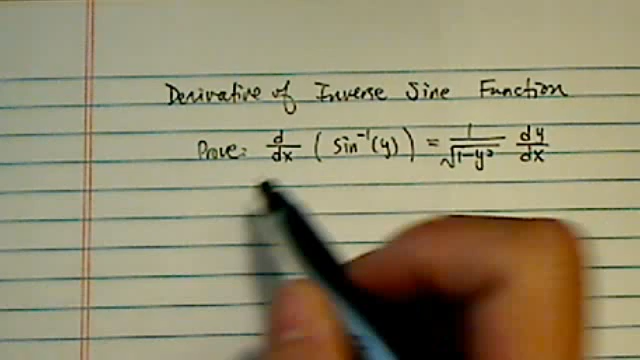 Derivative of Inverse Sine Function
Prove: d/dx ( sin⁻¹(y) ) = 1/√(1-y²) dy/dx